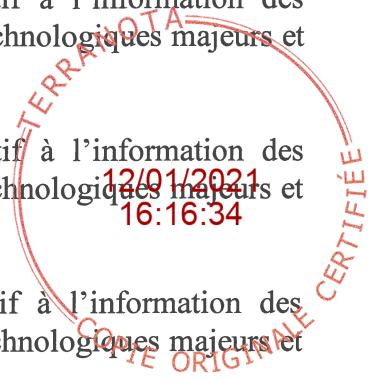 à l'information des
chnologiques majeurs et
TERRANOTA
tif à l'information des
chnologiques majeurs et
12/01/2021
16:16:34
if à l'information des
chnologiques majeurs et
COPIE ORIGINALE CERTIFIÉE